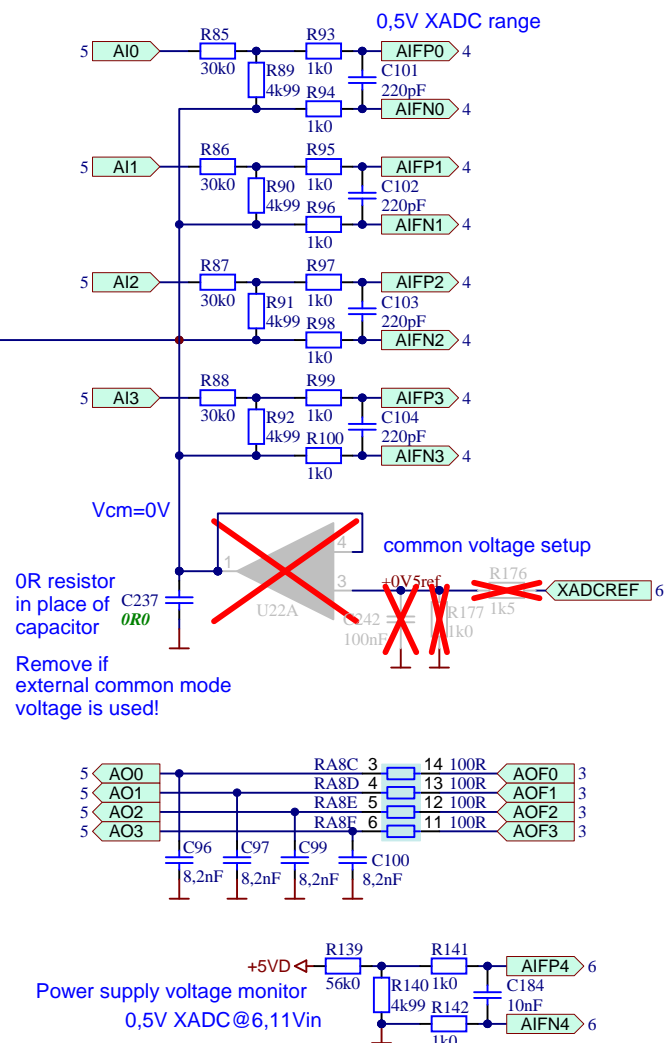 0,5V XADC range
R85
R93
5 AI0
AIFP0 4
30k0
R89
1k0
C101
4k99
R94
220pF
AIFN0 4
1k0
R86
R95
5 AI1
AIFP1 4
30k0
R90
1k0
C102
4k99
R96
220pF
AIFN1 4
1k0
R87
R97
5 AI2
AIFP2 4
30k0
R91
1k0
C103
4k99
R98
220pF
AIFN2 4
1k0
R88
R99
5 AI3
AIFP3 4
30k0
R92
1k0
C104
4k99
R100
220pF
AIFN3 4
1k0
Vcm=0V
common voltage setup
4
1
3
U22A
+0V5ref
R176
1k5
XADCREF 6
0R resistor
in place of
capacitor
C237
0R0
C242
100nF
R177
1k0
Remove if
external common mode
voltage is used!
5 AO0 RA8C 3 14 100R AOF0 3
5 AO1 RA8D 4 13 100R AOF1 3
5 AO2 RA8E 5 12 100R AOF2 3
5 AO3 RA8F 6 11 100R AOF3 3
C96 C97 C99 C100
8,2nF 8,2nF 8,2nF 8,2nF
R139
R141
+5VD
AIFP4 6
56k0
R140
1k0
C184
4k99
R142
10nF
AIFN4 6
1k0
Power supply voltage monitor
0,5V XADC@6,11Vin